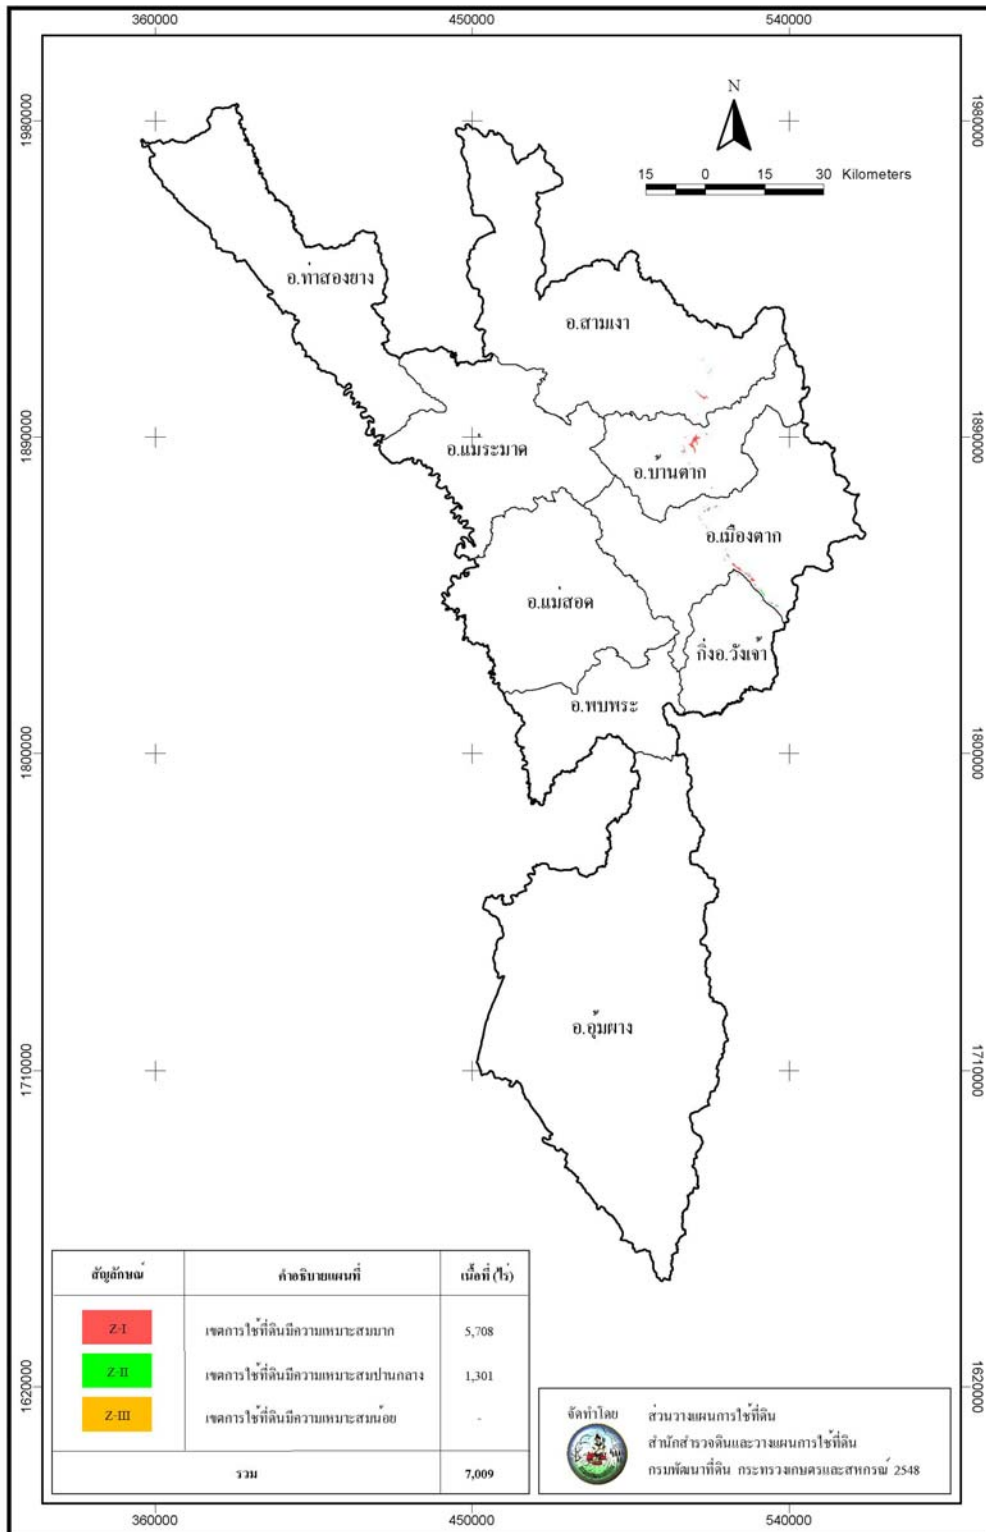 360000 450000 540000
1980000 1980000
N
15 0 15 30 Kilometers
อ.ท่าสองยาง
อ.สามเงา
1890000 1890000
อ.แม่ระมาด
อ.บ้านตาก
อ.เมืองตาก
อ.แม่สอด
กิ่งอ.วังเจ้า
อ.พบพระ
1800000 1800000
อ.อุ้มผาง
1710000 1710000
สัญลักษณ์ คำอธิบายแผนที่ เนื้อที่ (ไร่)
Z-I เขตการใช้ที่ดินมีความเหมาะสมมาก 5,708
Z-II เขตการใช้ที่ดินมีความเหมาะสมปานกลาง 1,301
Z-III เขตการใช้ที่ดินมีความเหมาะสมน้อย -
รวม 7,009
1620000 1620000
จัดทำโดย ส่วนวางแผนการใช้ที่ดิน
สำนักสำรวจดินและวางแผนการใช้ที่ดิน
กรมพัฒนาที่ดิน กระทรวงเกษตรและสหกรณ์ 2548
360000 450000 540000